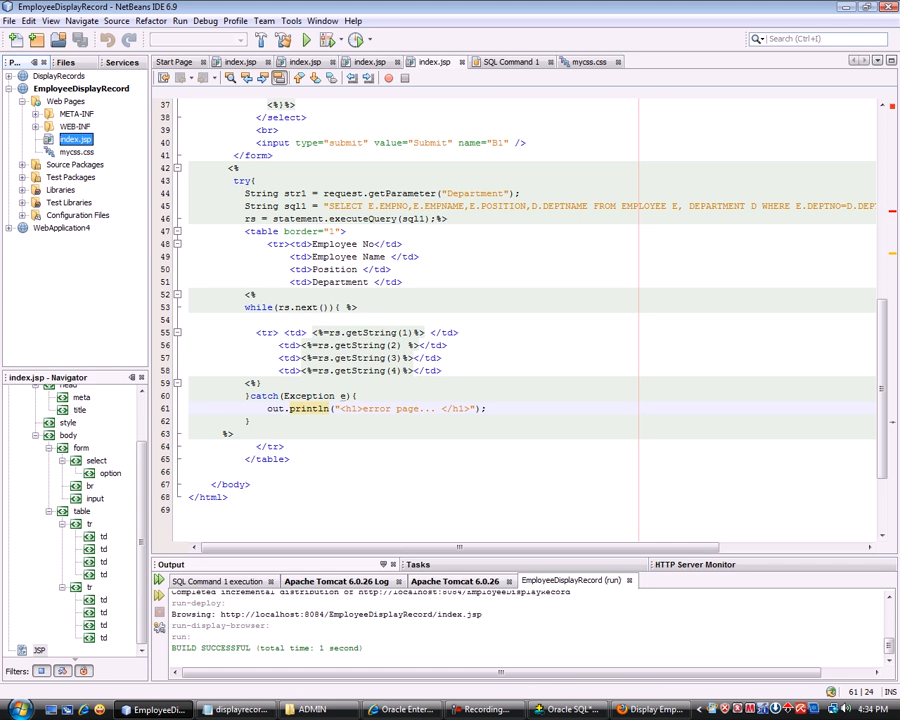 EmployeeDisplayRecord - NetBeans IDE 6.9
File Edit View Navigate Source Refactor Run Debug Profile Team Tools Window Help
Search (Ctrl+I)
P... Files Services
Start Page index.jsp index.jsp index.jsp index.jsp SQL Command 1 mycss.css
DisplayRecords
EmployeeDisplayRecord
Web Pages
META-INF
WEB-INF
index.jsp
mycss.css
Source Packages
Test Packages
Libraries
Test Libraries
Configuration Files
WebApplication4
37 <%}%>
38 </select>
39 <br>
40 <input type="submit" value="Submit" name="B1" />
41 </form>
42 <%
43 try{
44 String str1 = request.getParameter("Department");
45 String sql1 = "SELECT E.EMPNO,E.EMPNAME,E.POSITION,D.DEPTNAME FROM EMPLOYEE E, DEPARTMENT D WHERE E.DEPTNO=D.DEPT
46 rs = statement.executeQuery(sql1);%>
47 <table border="1">
48 <tr><td>Employee No</td>
49 <td>Employee Name </td>
50 <td>Position </td>
51 <td>Department </td>
52 <%
53 while(rs.next()){ %>
55 <tr> <td> <%=rs.getString(1)%> </td>
56 <td><%=rs.getString(2) %></td>
57 <td><%=rs.getString(3)%></td>
58 <td><%=rs.getString(4)%></td>
59 <%}
60 }catch(Exception e){
61 out.println("<h1>error page... </h1>");
62 }
63 %>
64 </tr>
65 </table>
66
67 </body>
68 </html>
69
index.jsp - Navigator
head
meta
title
style
body
form
select
option
br
input
table
tr
td
td
td
td
tr
td
td
td
td
JSP
Filters:
Output Tasks HTTP Server Monitor
SQL Command 1 execution Apache Tomcat 6.0.26 Log Apache Tomcat 6.0.26 EmployeeDisplayRecord (run)
Completed incremental distribution of http://localhost:8084/EmployeeDisplayRecord
run-deploy:
Browsing: http://localhost:8084/EmployeeDisplayRecord/index.jsp
run-display-browser:
run:
BUILD SUCCESSFUL (total time: 1 second)
61 | 24 INS
EmployeeDi... displayrecor... ADMIN Oracle Enter... Recording... Oracle SQL*... Display Emp... 4:34 PM